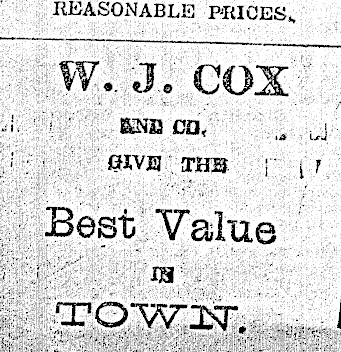 REASONABLE PRICES.
W. J. COX
AND CO.
GIVE THE
Best Value
IN
TOWN.